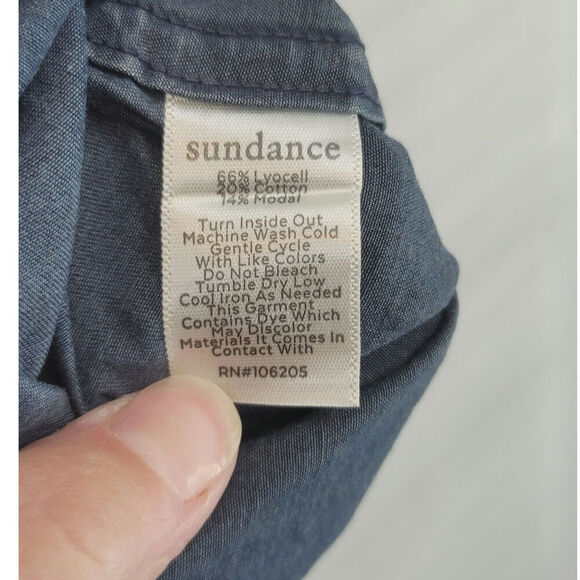 sundance
66% Lyocell
20% Cotton
14% Modal
Turn Inside Out
Machine Wash Cold
Gentle Cycle
With Like Colors
Do Not Bleach
Tumble Dry Low
Cool Iron As Needed
This Garment
Contains Dye Which
May Discolor
Materials It Comes In
Contact With
RN#106205